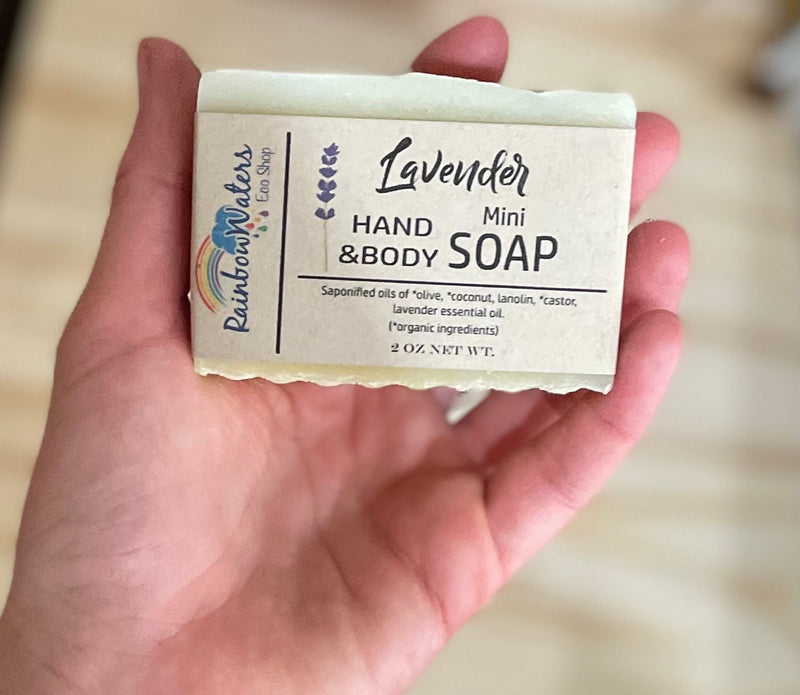 RainbowWaters
Eco Shop
Lavender
Mini
HAND
&BODY SOAP
Saponified oils of *olive, *coconut, lanolin, *castor,
lavender essential oil.
(*organic ingredients)
2 OZ NET WT.